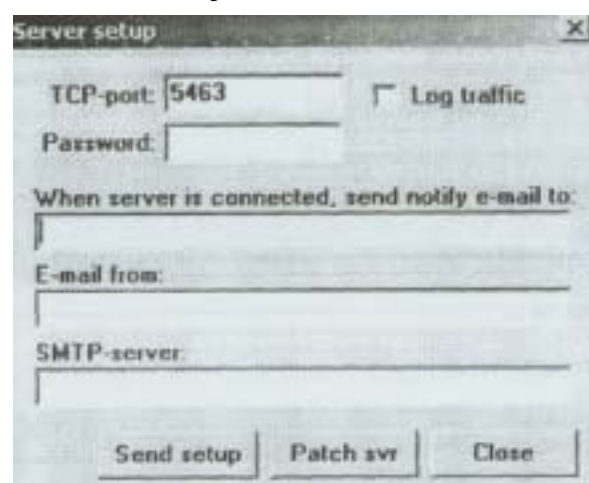 Server setup
TCP-port: 5463
Log traffic
Password:
When server is connected, send notify e-mail to:
E-mail from:
SMTP-server:
Send setup
Patch svr
Close